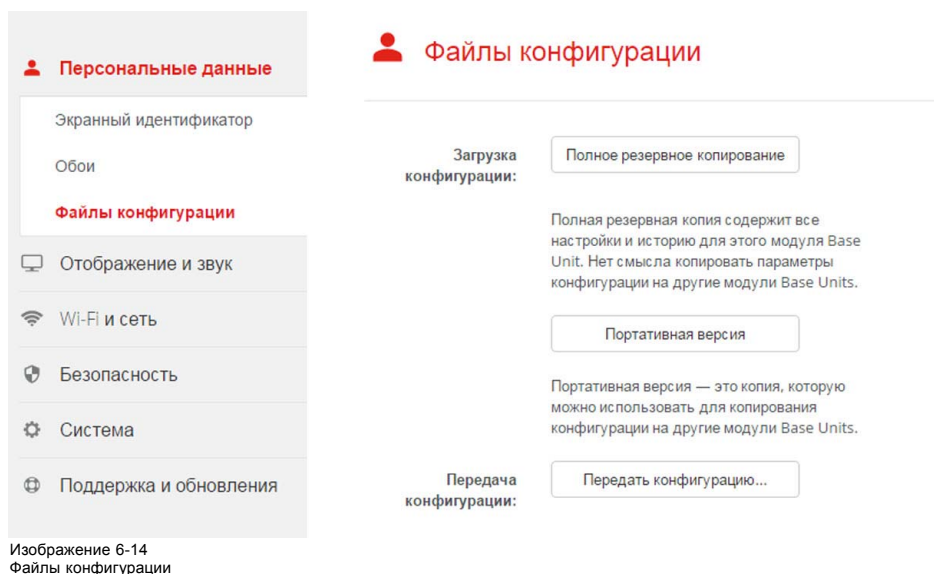 Персональные данные
Экранный идентификатор
Обои
Файлы конфигурации
Отображение и звук
Wi-Fi и сеть
Безопасность
Система
Поддержка и обновления
Файлы конфигурации
Загрузка
конфигурации:
Полное резервное копирование
Полная резервная копия содержит все
настройки и историю для этого модуля Base
Unit. Нет смысла копировать параметры
конфигурации на другие модули Base Units.
Портативная версия
Портативная версия — это копия, которую
можно использовать для копирования
конфигурации на другие модули Base Units.
Передача
конфигурации:
Передать конфигурацию...
Изображение 6-14
Файлы конфигурации